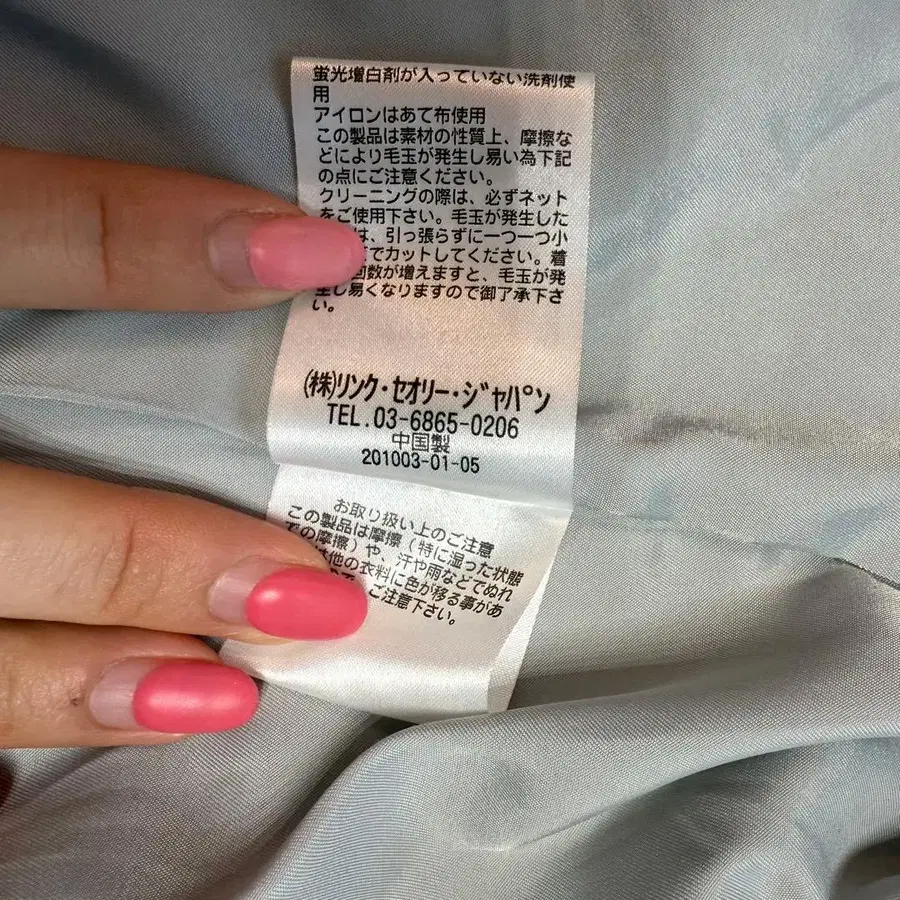 蛍光増白剤が入っていない洗剤使
用
アイロンはあて布使用
この製品は素材の性質上、摩擦な
どにより毛玉が発生し易い為下記
の点にご注意ください。
クリーニングの際は、必ずネット
をご使用下さい。毛玉が発生した
は、引っ張らずに一つ一つ小
でカットしてください。着
回数が増えますと、毛玉が発
生し易くなりますので御了承下さ
い。
(株)リンク・セオリー・ジャパン
TEL.03-6865-0206
中国製
201003-01-05
お取り扱い上のご注意
この製品は摩擦(特に湿った状態
での摩擦)や、汗や雨などでぬれ
は他の衣料に色が移る事があ
ご注意下さい。